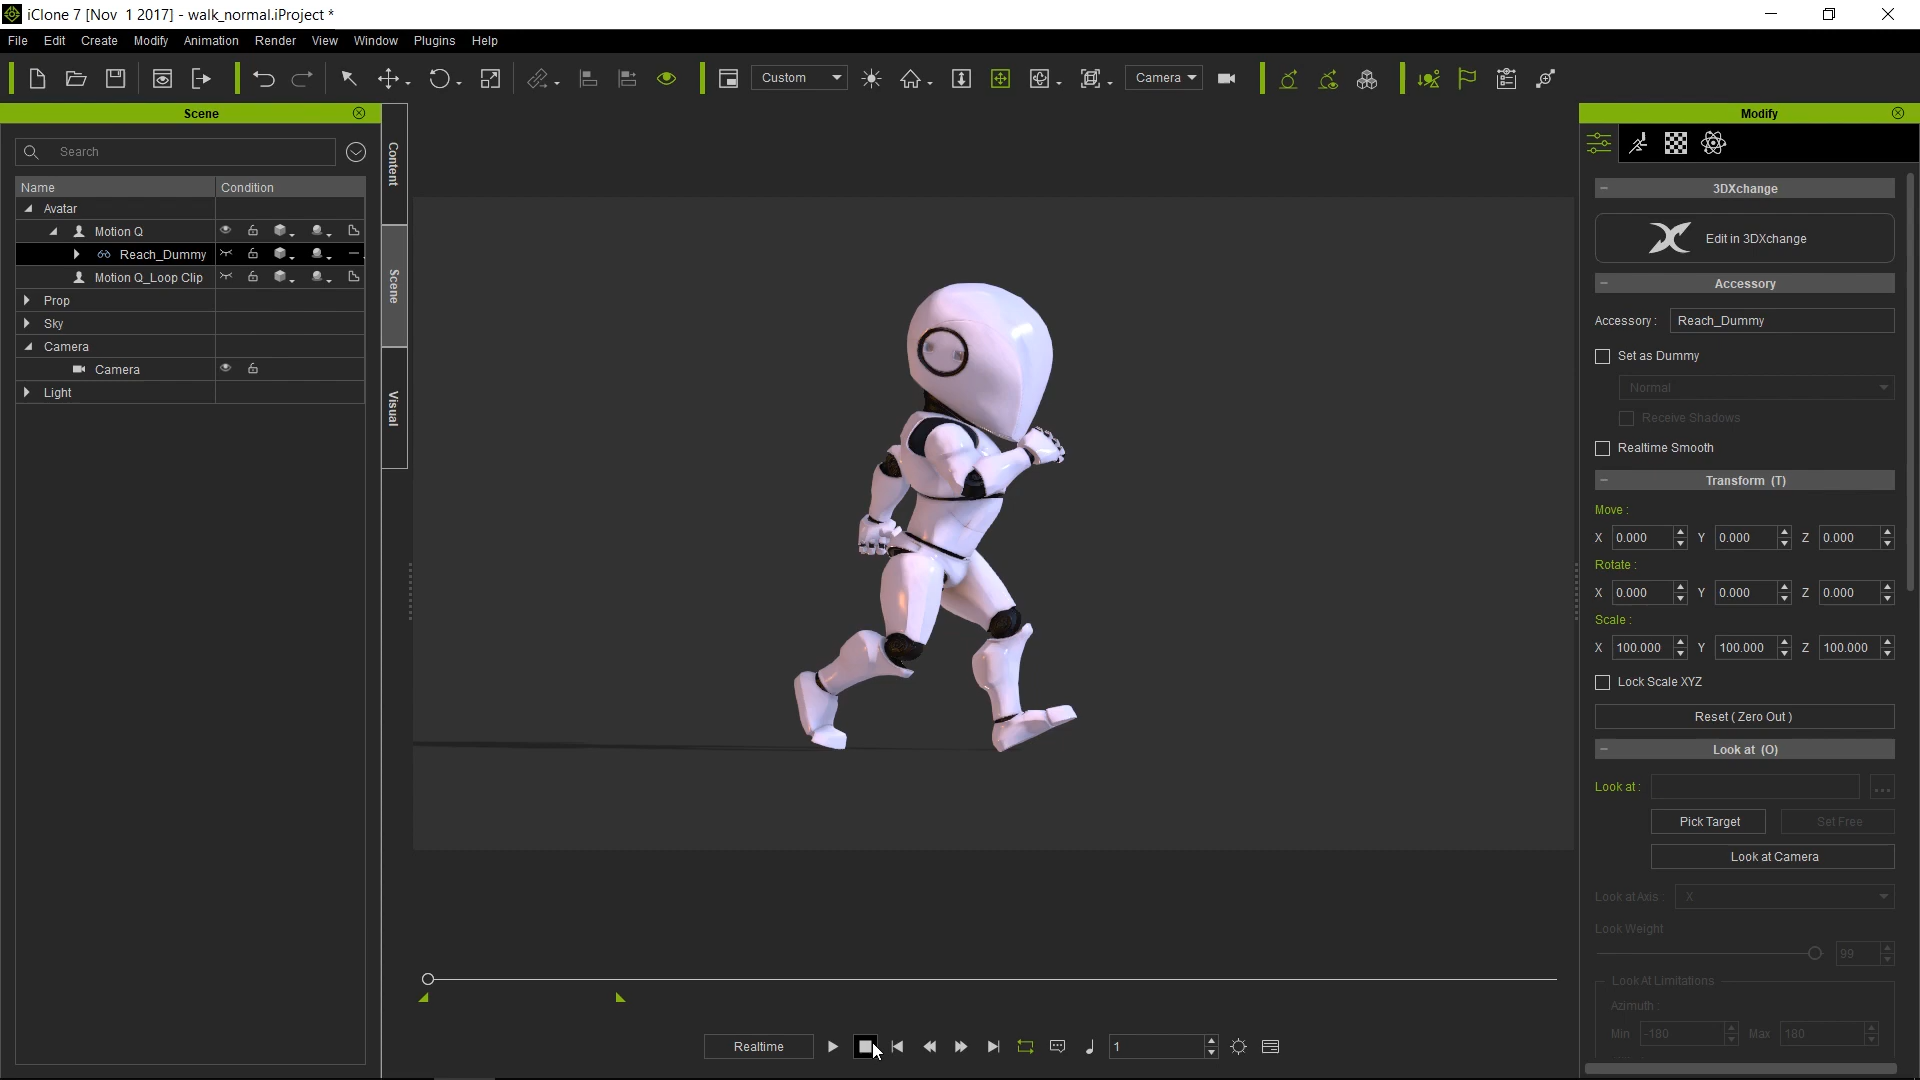 iClone 7 [Nov  1 2017] - walk_normal.iProject *
File Edit Create Modify Animation Render View Window Plugins Help
Custom Camera
Scene
Search
Name Condition
Avatar
Motion Q
Reach_Dummy
Motion Q_Loop Clip
Prop
Sky
Camera
Camera
Light
Content
Scene
Visual
Realtime 1
Modify
3DXchange
Edit in 3DXchange
Accessory
Accessory : Reach_Dummy
Set as Dummy
Normal
Receive Shadows
Realtime Smooth
Transform (T)
Move :
X 0.000 Y 0.000 Z 0.000
Rotate :
X 0.000 Y 0.000 Z 0.000
Scale :
X 100.000 Y 100.000 Z 100.000
Lock Scale XYZ
Reset ( Zero Out )
Look at (O)
Look at : ...
Pick Target Set Free
Look at Camera
Look at Axis : X
Look Weight
99
Look At Limitations
Azimuth :
Min -180 Max 180